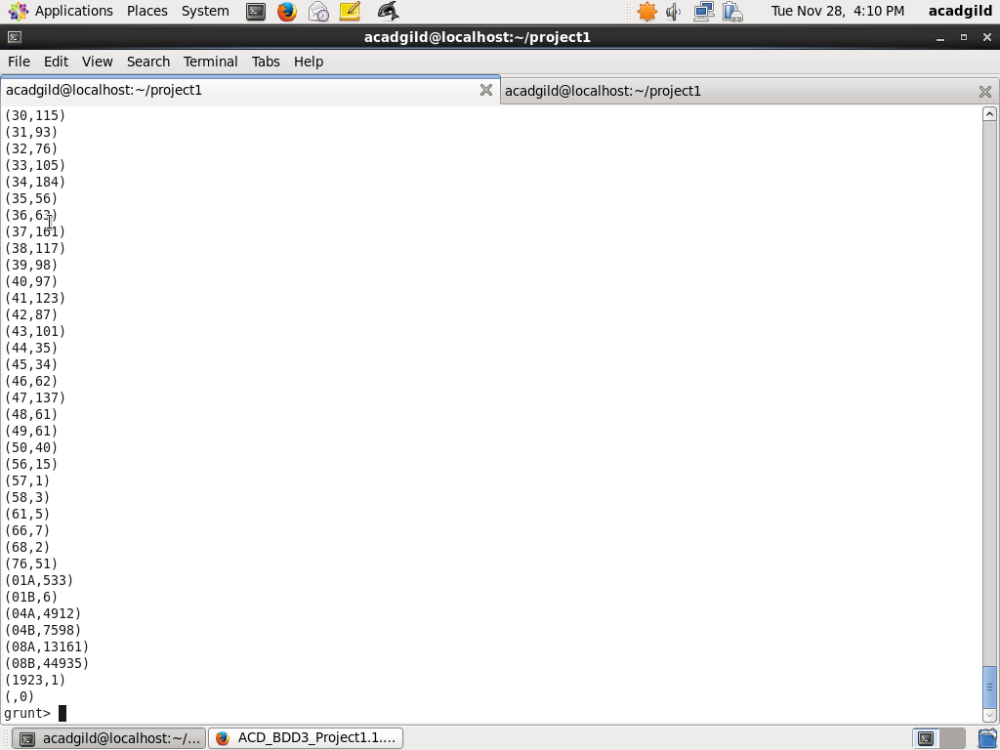 Applications Places System Tue Nov 28, 4:10 PM acadgild
acadgild@localhost:~/project1
File Edit View Search Terminal Tabs Help
acadgild@localhost:~/project1 acadgild@localhost:~/project1
(30,115)
(31,93)
(32,76)
(33,105)
(34,184)
(35,56)
(36,63)
(37,161)
(38,117)
(39,98)
(40,97)
(41,123)
(42,87)
(43,101)
(44,35)
(45,34)
(46,62)
(47,137)
(48,61)
(49,61)
(50,40)
(56,15)
(57,1)
(58,3)
(61,5)
(66,7)
(68,2)
(76,51)
(01A,533)
(01B,6)
(04A,4912)
(04B,7598)
(08A,13161)
(08B,44935)
(1923,1)
(,0)
grunt>
acadgild@localhost:~/... ACD_BDD3_Project1.1....